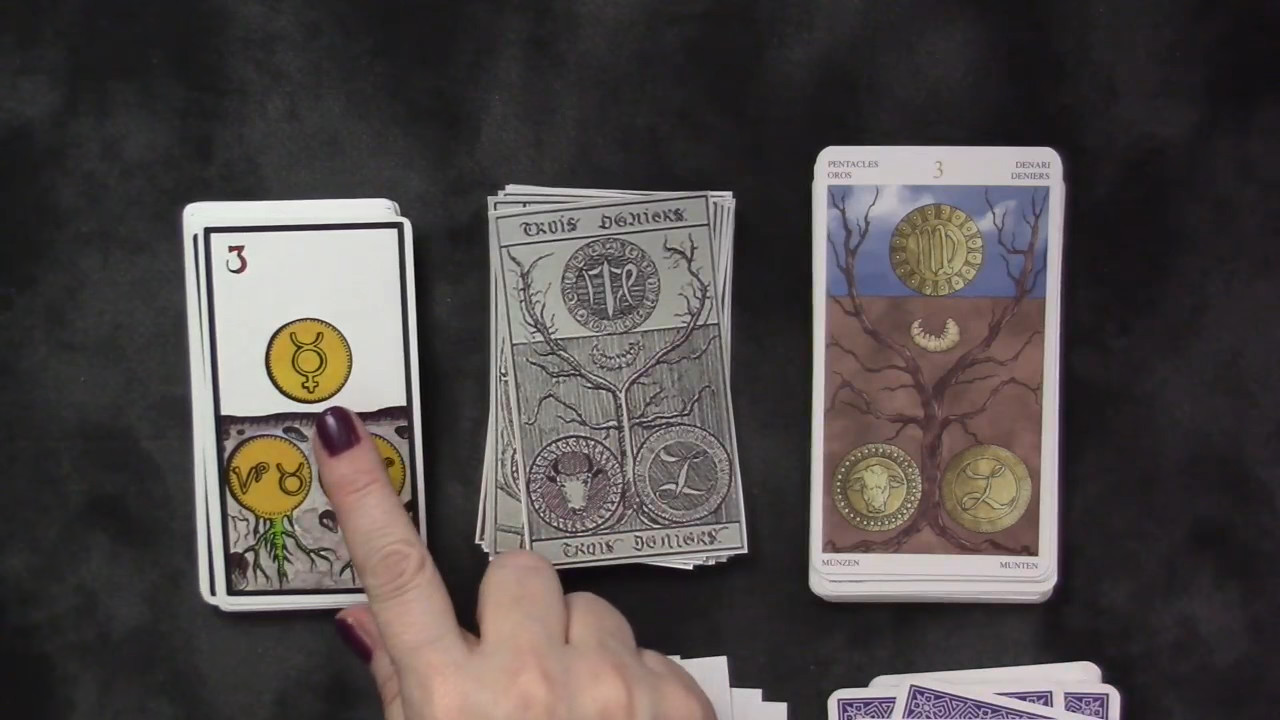 3
TROIS DENIERS.
TROIS DENIERS.
PENTACLES
OROS
3
DENARI
DENIERS
MÜNZEN
MUNTEN